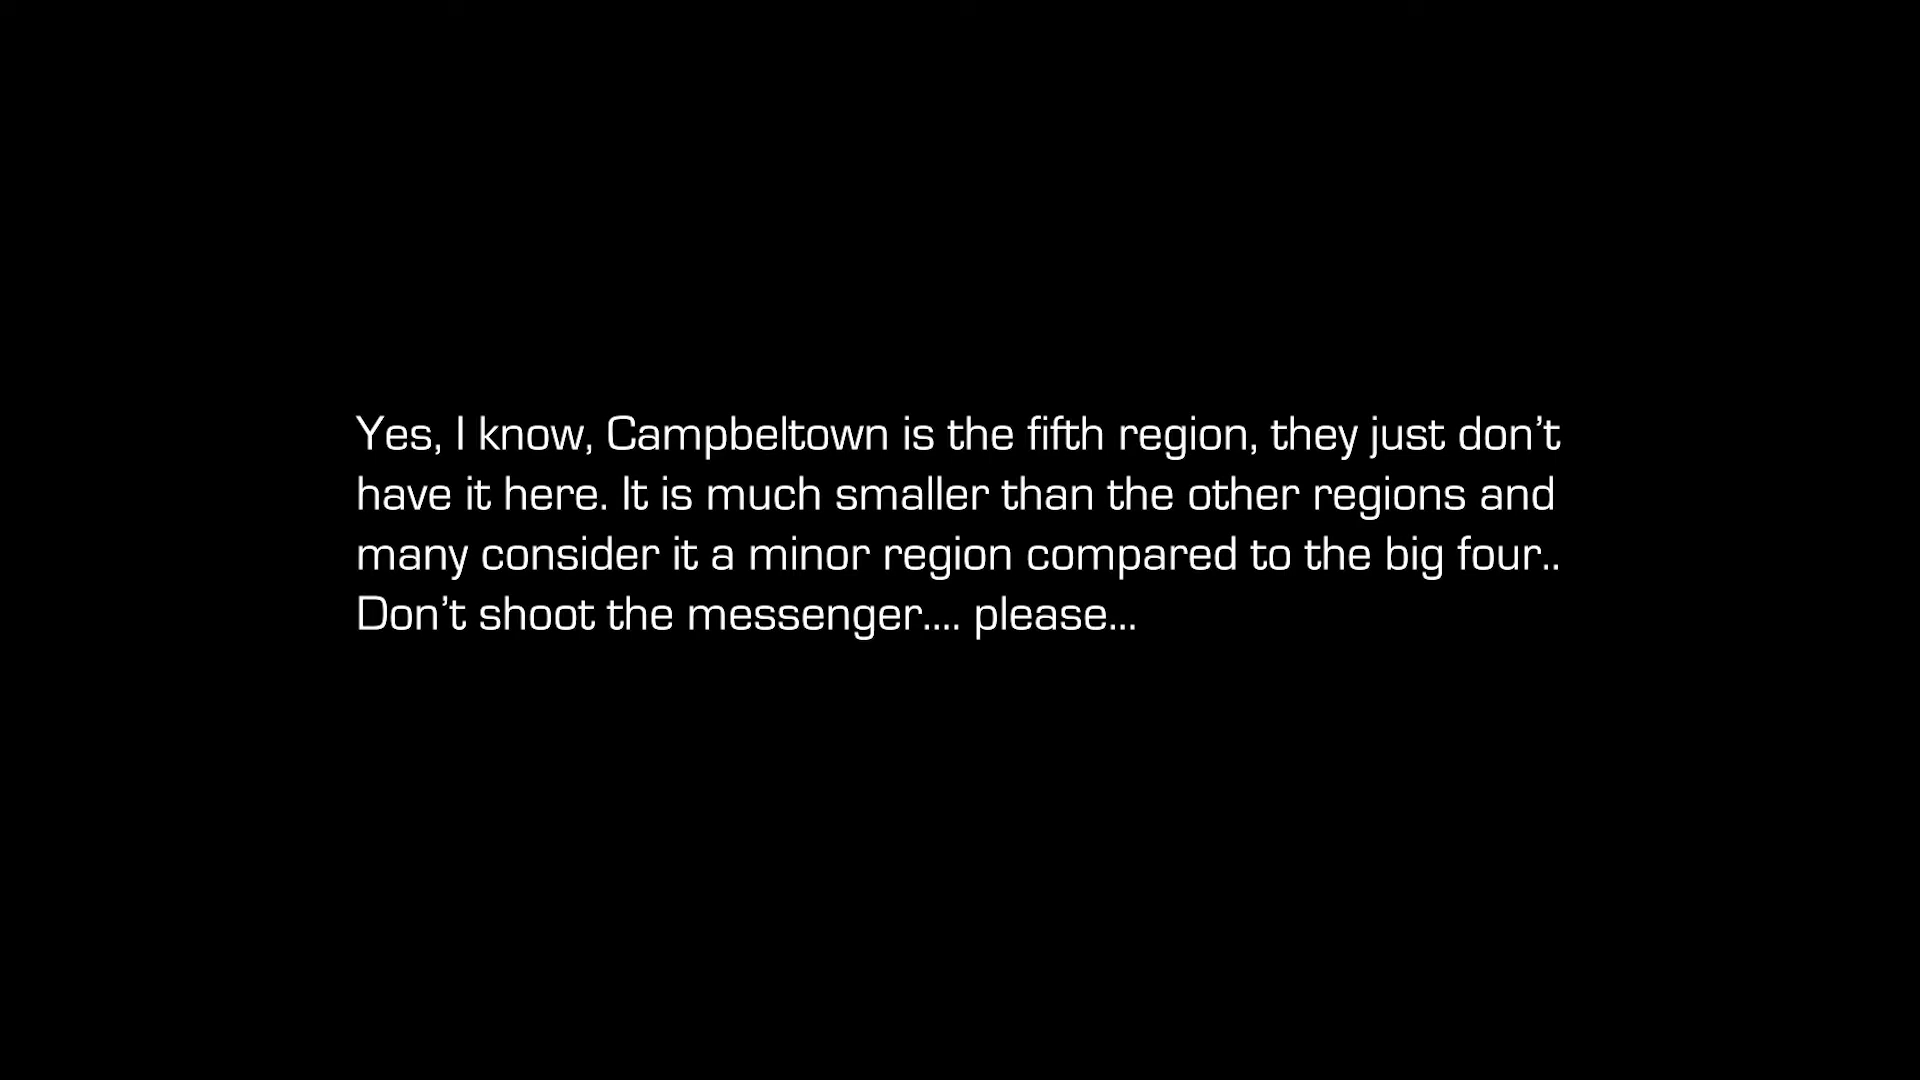 Yes, I know, Campbeltown is the fifth region, they just don’t
have it here. It is much smaller than the other regions and
many consider it a minor region compared to the big four..
Don’t shoot the messenger.... please...